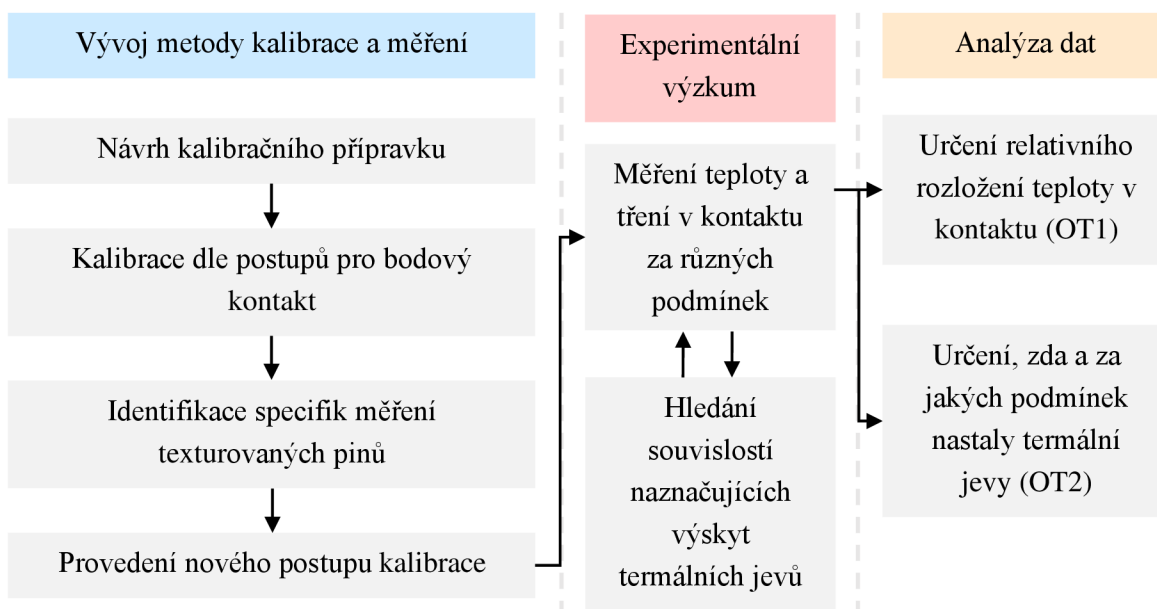 Vývoj metody kalibrace a měření
Návrh kalibračního přípravku
Kalibrace dle postupů pro bodový
kontakt
Identifikace specifik měření
texturovaných pinů
Provedení nového postupu kalibrace
Experimentální
výzkum
Měření teploty a
tření v kontaktu
za různých
podmínek
Hledání
souvislostí
naznačujících
výskyt
termálních jevů
Analýza dat
Určení relativního
rozložení teploty v
kontaktu (OT1)
Určení, zda a za
jakých podmínek
nastaly termální
jevy (OT2)